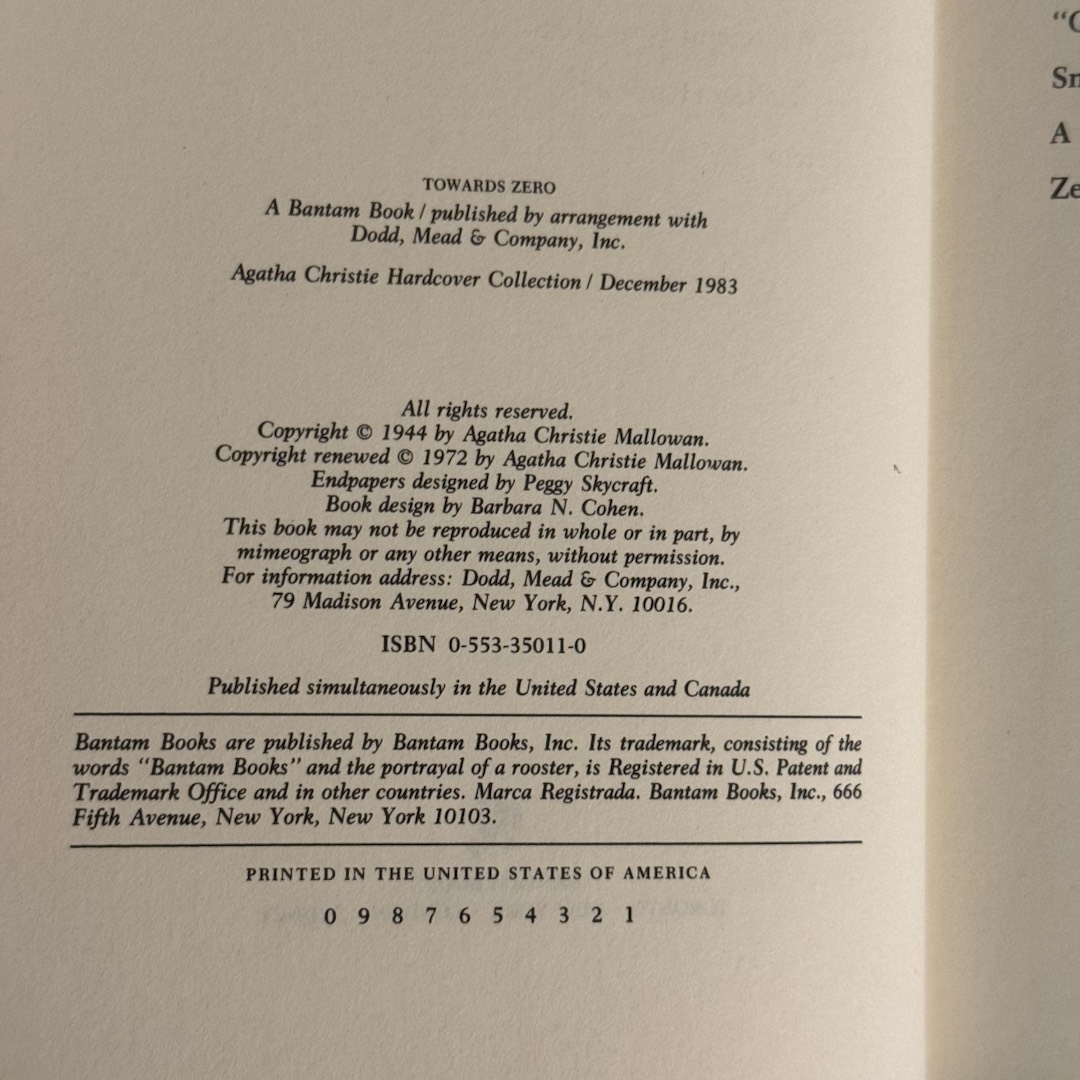 TOWARDS ZERO
A Bantam Book / published by arrangement with
Dodd, Mead & Company, Inc.
Agatha Christie Hardcover Collection / December 1983
All rights reserved.
Copyright © 1944 by Agatha Christie Mallowan.
Copyright renewed © 1972 by Agatha Christie Mallowan.
Endpapers designed by Peggy Skycraft.
Book design by Barbara N. Cohen.
This book may not be reproduced in whole or in part, by
mimeograph or any other means, without permission.
For information address: Dodd, Mead & Company, Inc.,
79 Madison Avenue, New York, N.Y. 10016.
ISBN 0-553-35011-0
Published simultaneously in the United States and Canada
Bantam Books are published by Bantam Books, Inc. Its trademark, consisting of the
words "Bantam Books" and the portrayal of a rooster, is Registered in U.S. Patent and
Trademark Office and in other countries. Marca Registrada. Bantam Books, Inc., 666
Fifth Avenue, New York, New York 10103.
PRINTED IN THE UNITED STATES OF AMERICA
0 9 8 7 6 5 4 3 2 1
A